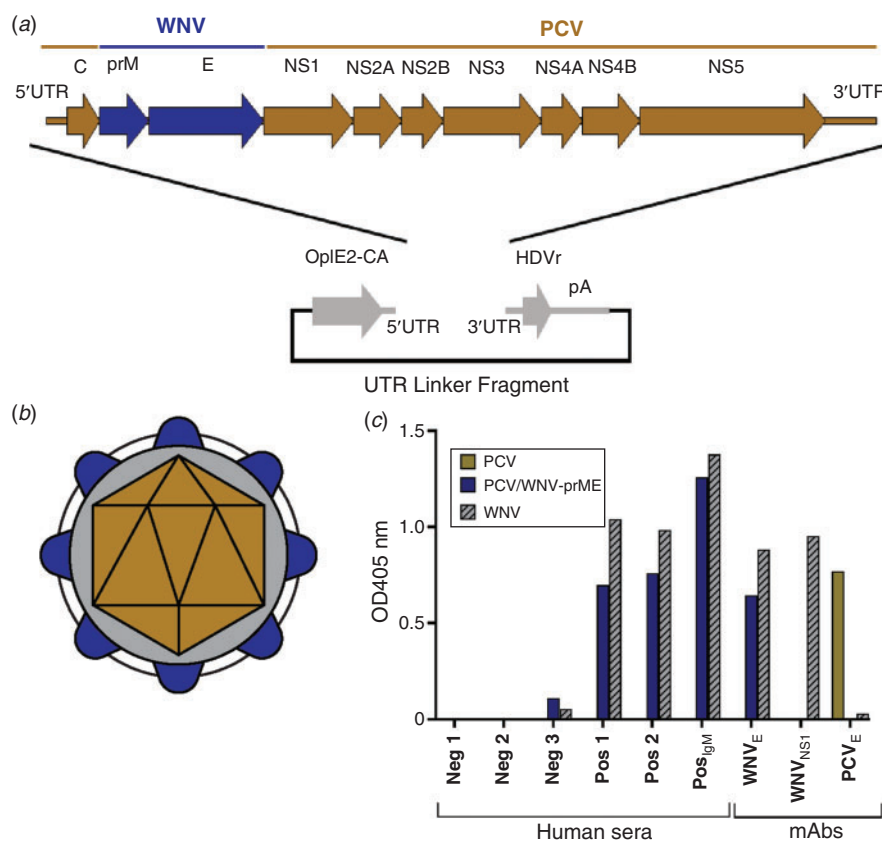 (a)
WNV PCV
C prM E NS1 NS2A NS2B NS3 NS4A NS4B NS5
5′UTR 3′UTR
OplE2-CA HDVr
pA
5′UTR 3′UTR
UTR Linker Fragment
(b)
(c)
1.5
1.0
0.5
0
OD405 nm
PCV
PCV/WNV-prME
WNV
Neg 1
Neg 2
Neg 3
Pos 1
Pos 2
PosIgM
WNVE
WNVNS1
PCVE
Human sera mAbs